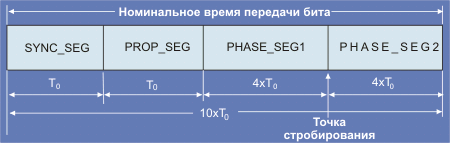 Номинальное время передачи бита
SYNC_SEG PROP_SEG PHASE_SEG1 PHASE_SEG2
T0 T0 4xT0 4xT0
10xT0
Точка
стробирования